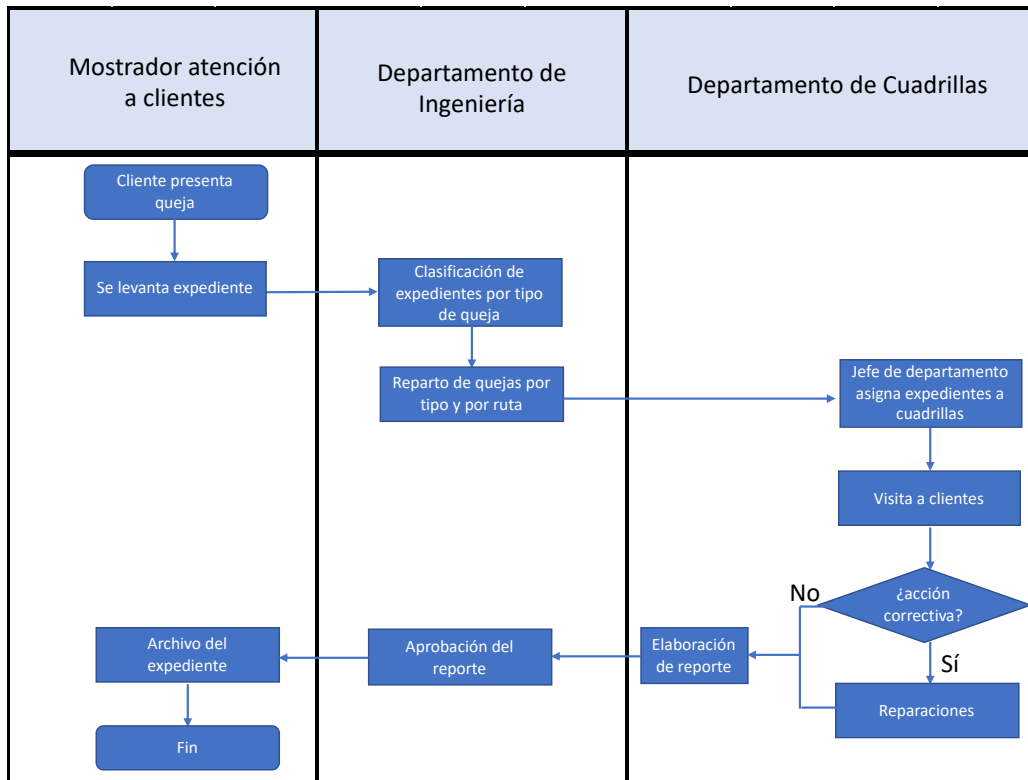 Mostrador atención
a clientes
Departamento de
Ingeniería
Departamento de Cuadrillas
Cliente presenta
queja
Se levanta expediente
Clasificación de
expedientes por tipo
de queja
Reparto de quejas por
tipo y por ruta
Jefe de departamento
asigna expedientes a
cuadrillas
Visita a clientes
¿acción
correctiva?
No
Sí
Reparaciones
Elaboración
de reporte
Aprobación del
reporte
Archivo del
expediente
Fin